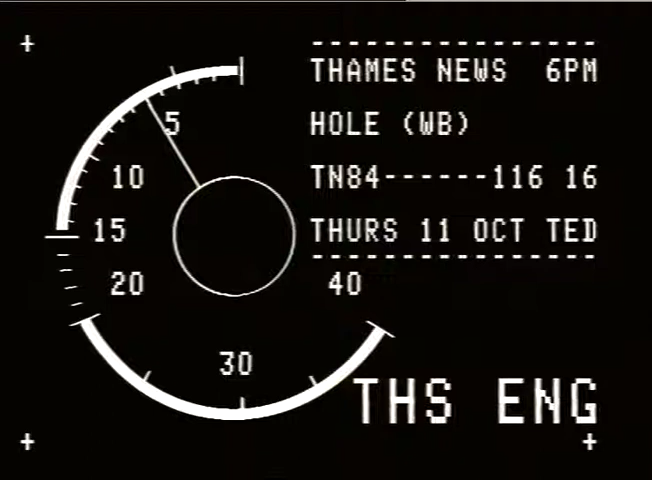 THAMES NEWS 6PM
HOLE (WB)
TN84------116 16
THURS 11 OCT TED
5
10
15
20
30
40
THS ENG